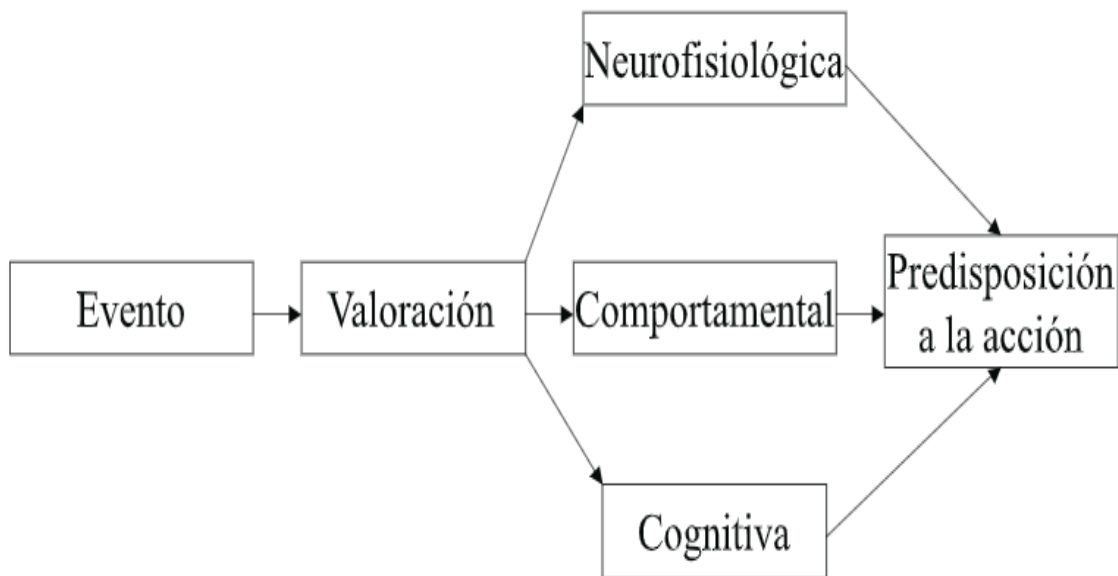 Neurofisiológica
Evento
Valoración
Comportamental
Predisposición
a la acción
Cognitiva